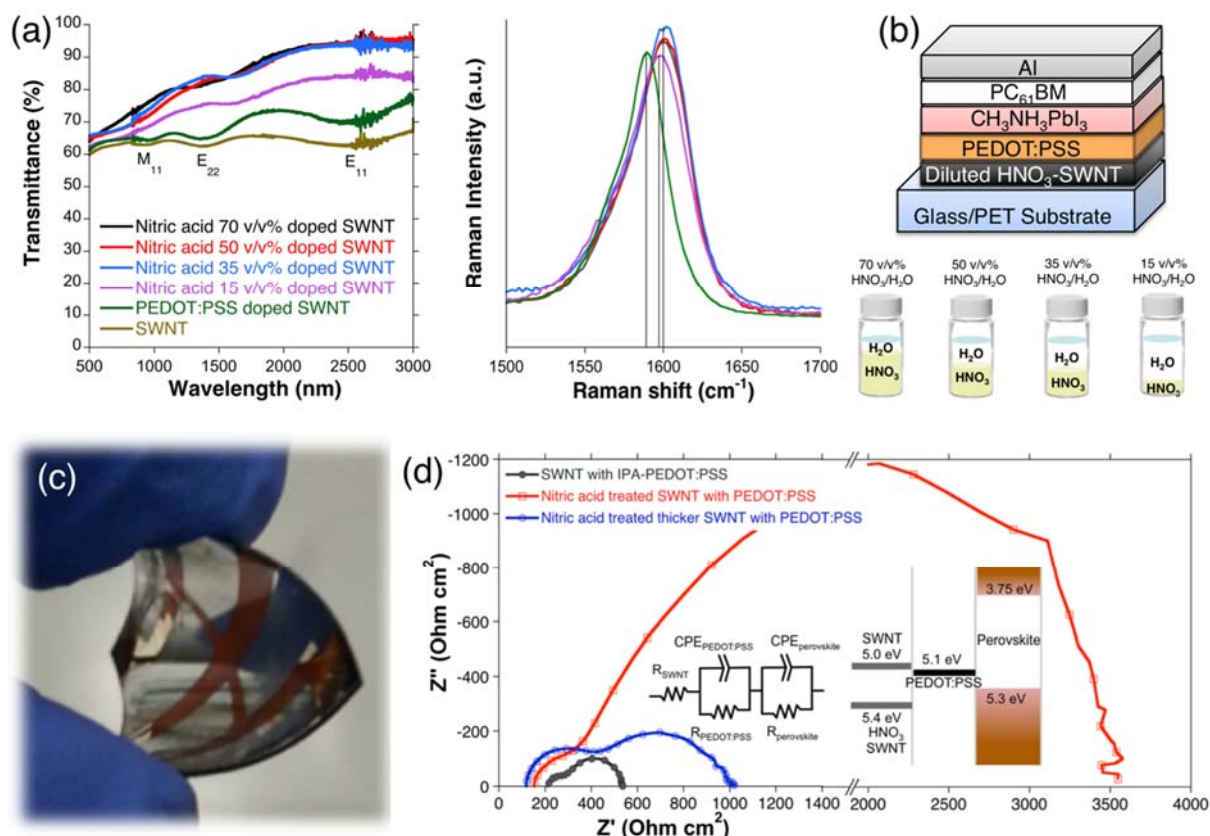 (a)
100
90
80
70
60
50
40
30
20
10
0
Transmittance (%)
M11
E22
E11
Nitric acid 70 v/v% doped SWNT
Nitric acid 50 v/v% doped SWNT
Nitric acid 35 v/v% doped SWNT
Nitric acid 15 v/v% doped SWNT
PEDOT:PSS doped SWNT
SWNT
500 1000 1500 2000 2500 3000
Wavelength (nm)
Raman Intensity (a.u.)
1500 1550 1600 1650 1700
Raman shift (cm-1)
(b)
Al
PC61BM
CH3NH3PbI3
PEDOT:PSS
Diluted HNO3-SWNT
Glass/PET Substrate
70 v/v% 50 v/v% 35 v/v% 15 v/v%
HNO3/H2O HNO3/H2O HNO3/H2O HNO3/H2O
H2O H2O H2O H2O
HNO3 HNO3 HNO3 HNO3
(c)
(d)
-1200
-1000
-800
-600
-400
-200
0
Z'' (Ohm cm2)
SWNT with IPA-PEDOT:PSS
Nitric acid treated SWNT with PEDOT:PSS
Nitric acid treated thicker SWNT with PEDOT:PSS
CPEPEDOT:PSS CPEperovskite
RSWNT
RPEDOT:PSS Rperovskite
3.75 eV
SWNT
5.0 eV
5.1 eV
PEDOT:PSS
Perovskite
5.3 eV
5.4 eV
HNO3
SWNT
0 200 400 600 800 1000 1200 1400 2000 2500 3000 3500 4000
Z' (Ohm cm2)